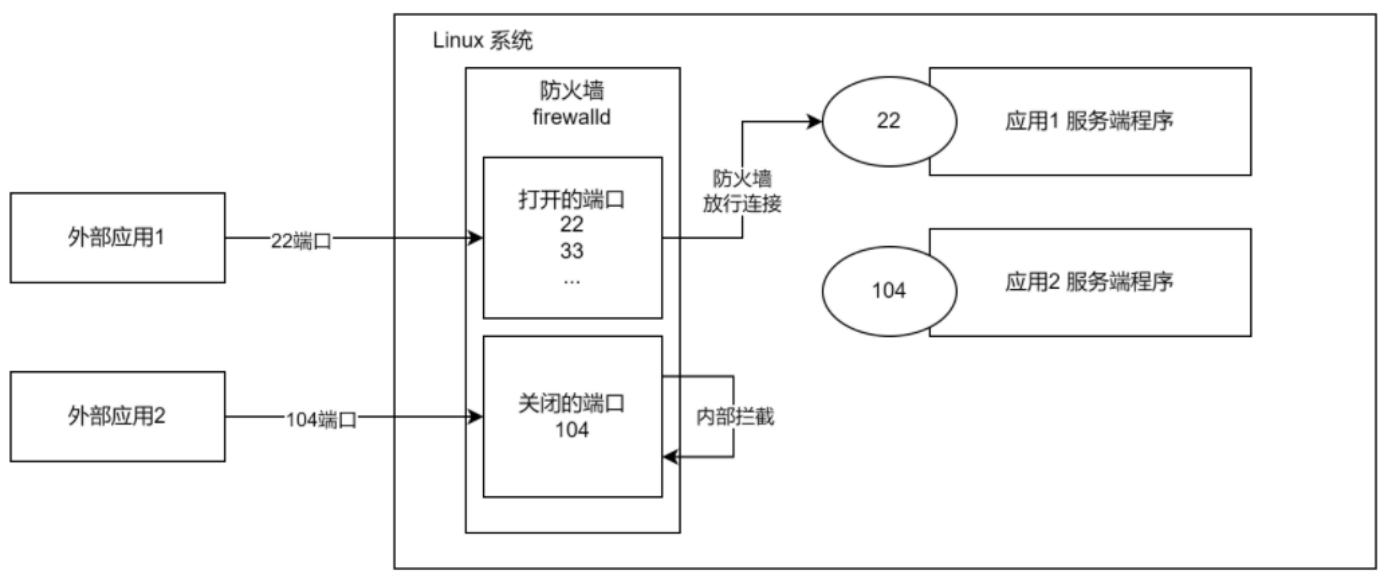 Linux 系统
防火墙
firewalld
打开的端口
22
33
...
关闭的端口
104
外部应用1
22端口
外部应用2
104端口
防火墙
放行连接
内部拦截
22
应用1 服务端程序
104
应用2 服务端程序